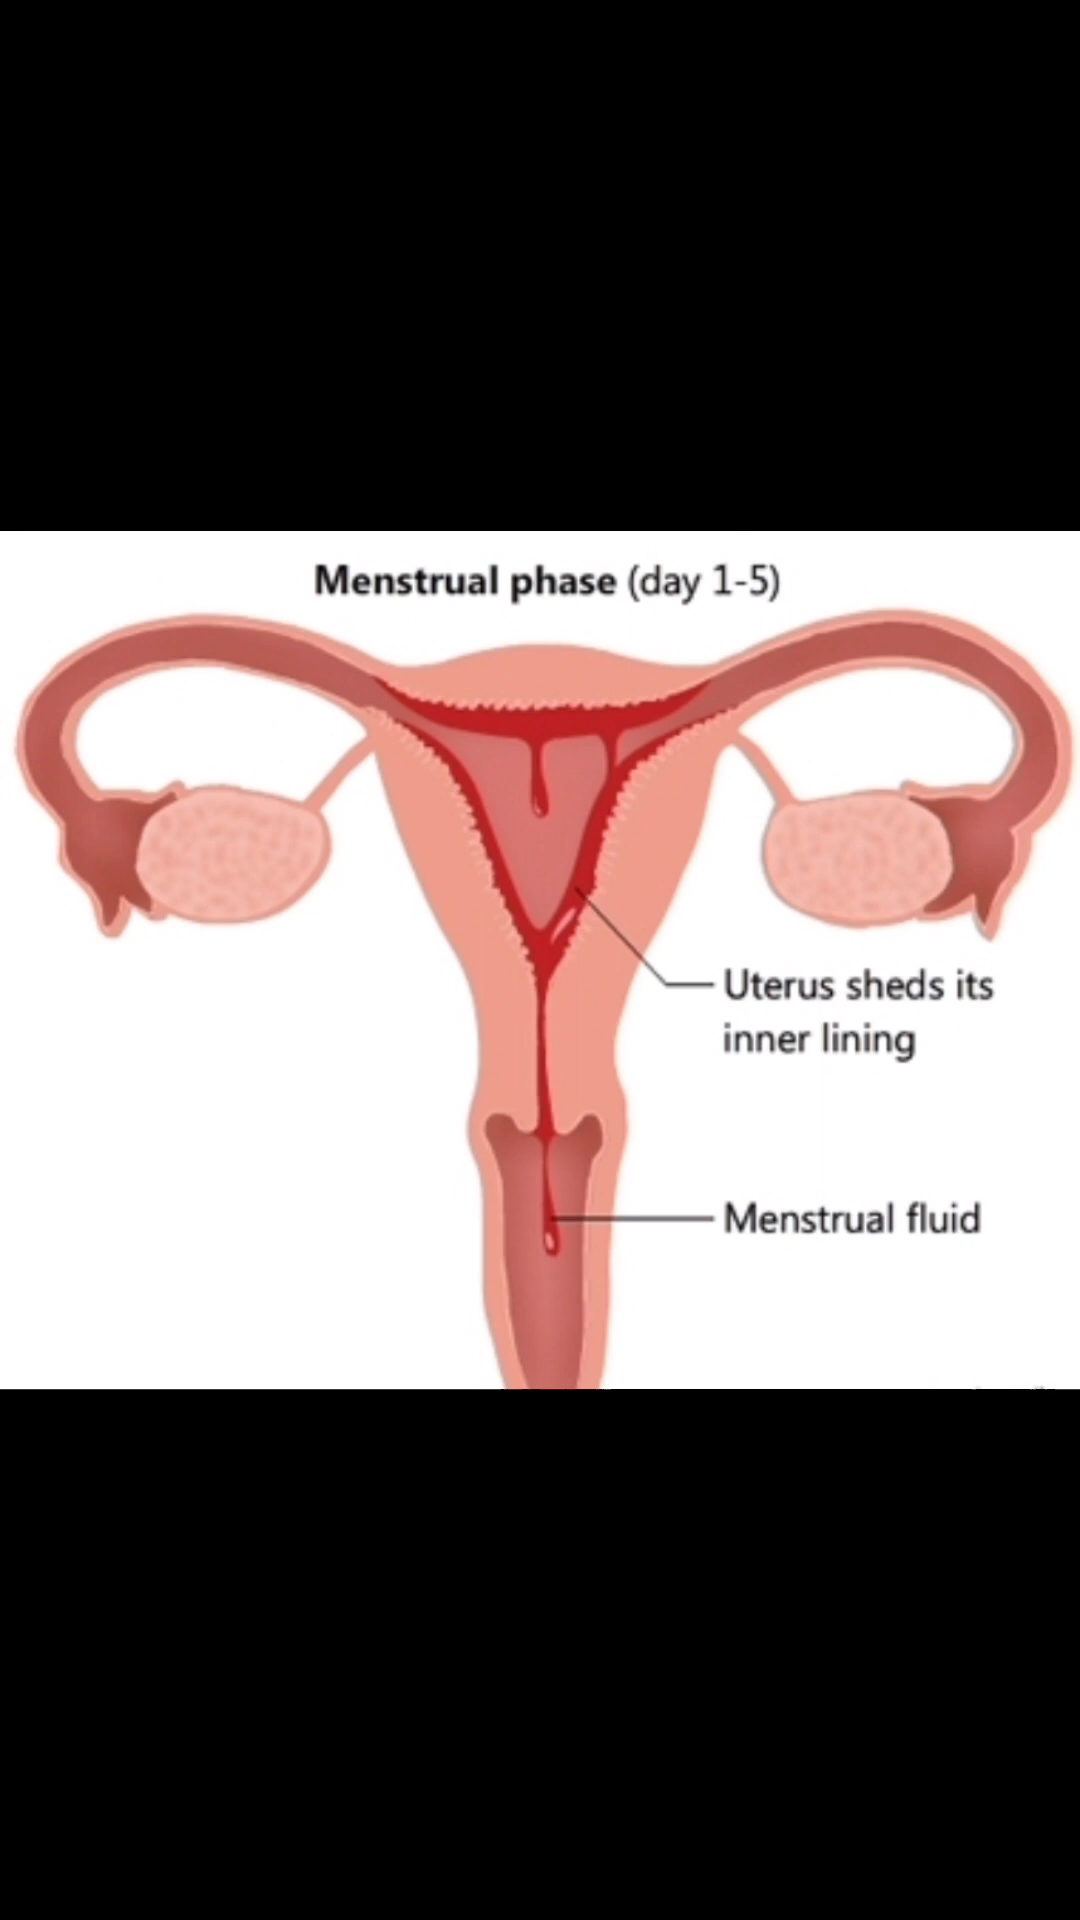 Menstrual phase (day 1-5)
Uterus sheds its
inner lining
Menstrual fluid